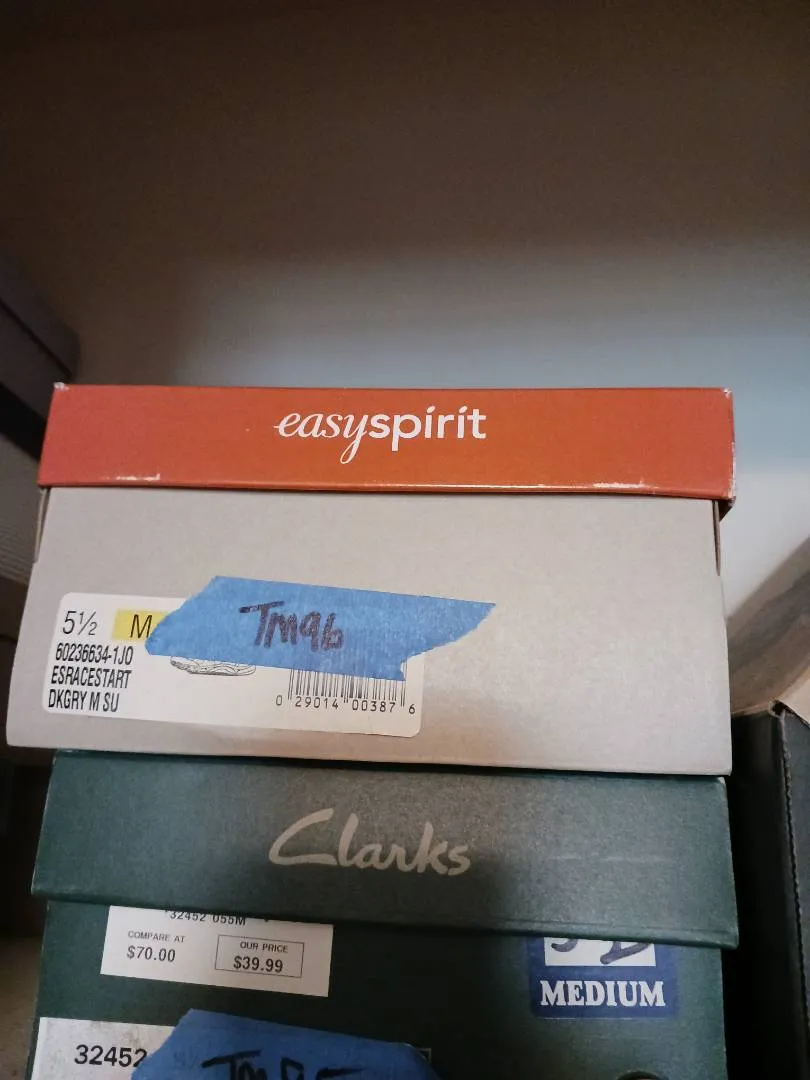 easyspirit
5½ M
TM96
60236634-1J0
ESRACESTART
DKGRY M SU
0 29014 00387 6
Clarks
32452 055M
COMPARE AT
$70.00
OUR PRICE
$39.99
MEDIUM
32452